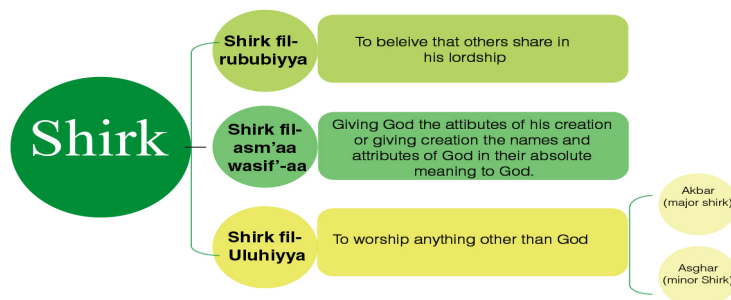 Shirk
Shirk fil-
rububiyya
To beleive that others share in
his lordship
Shirk fil-
asm'aa
wasif'-aa
Giving God the attibutes of his creation
or giving creation the names and
attributes of God in their absolute
meaning to God.
Shirk fil-
Uluhiyya
To worship anything other than God
Akbar
(major shirk)
Asghar
(minor Shirk)